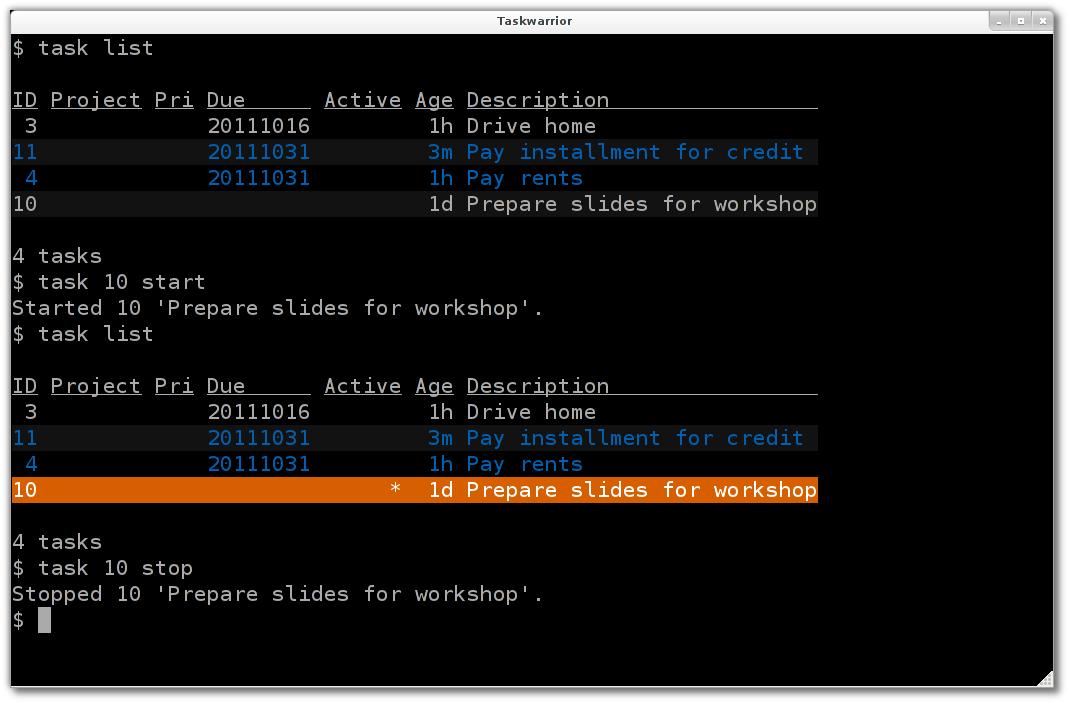 Taskwarrior
$ task list
ID Project Pri Due Active Age Description
3 20111016 1h Drive home
11 20111031 3m Pay installment for credit
4 20111031 1h Pay rents
10 1d Prepare slides for workshop
4 tasks
$ task 10 start
Started 10 'Prepare slides for workshop'.
$ task list
ID Project Pri Due Active Age Description
3 20111016 1h Drive home
11 20111031 3m Pay installment for credit
4 20111031 1h Pay rents
10 * 1d Prepare slides for workshop
4 tasks
$ task 10 stop
Stopped 10 'Prepare slides for workshop'.
$